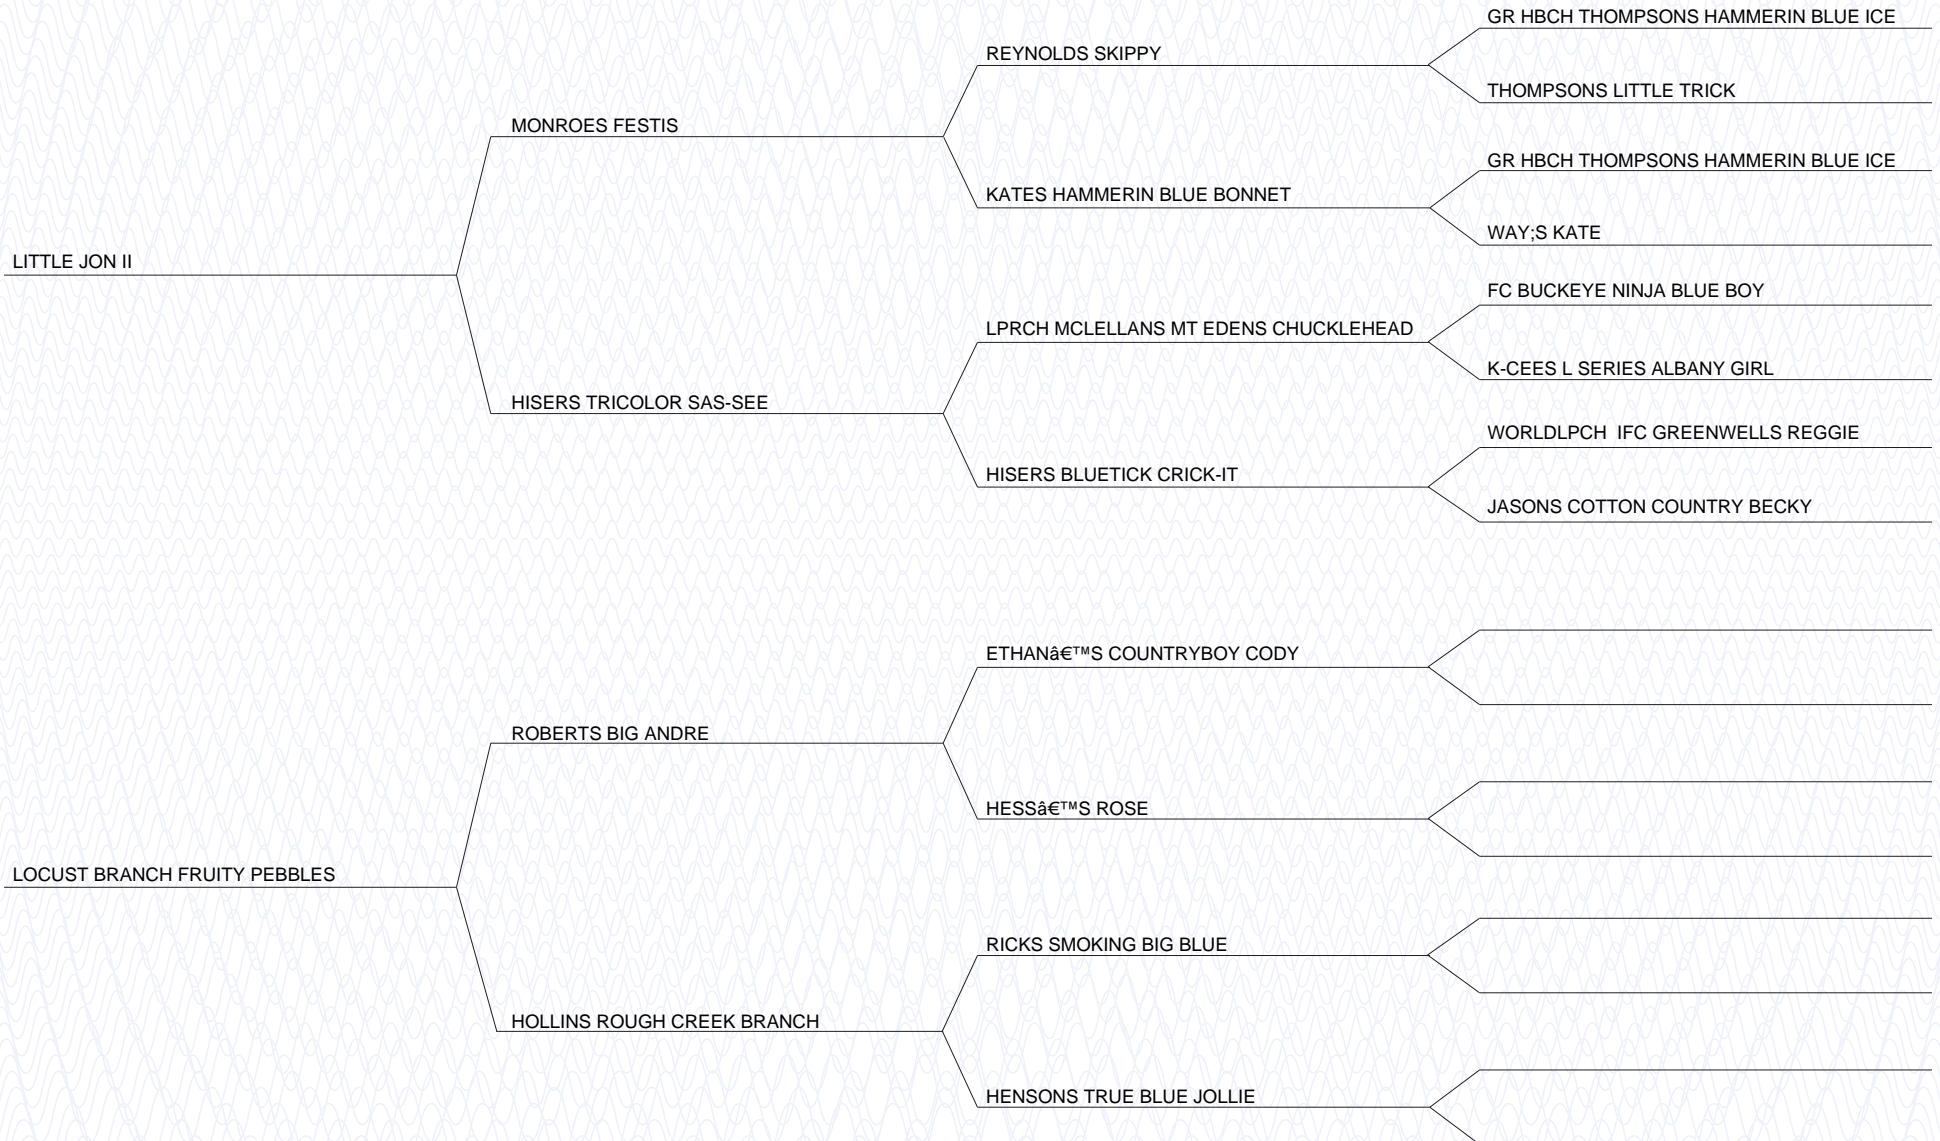 GR HBCH THOMPSONS HAMMERIN BLUE ICE
REYNOLDS SKIPPY
THOMPSONS LITTLE TRICK
MONROES FESTIS
GR HBCH THOMPSONS HAMMERIN BLUE ICE
KATES HAMMERIN BLUE BONNET
WAY;S KATE
LITTLE JON II
FC BUCKEYE NINJA BLUE BOY
LPRCH MCLELLANS MT EDENS CHUCKLEHEAD
K-CEES L SERIES ALBANY GIRL
HISERS TRICOLOR SAS-SEE
WORLDLPCH  IFC GREENWELLS REGGIE
HISERS BLUETICK CRICK-IT
JASONS COTTON COUNTRY BECKY
ETHANâ€™S COUNTRYBOY CODY
ROBERTS BIG ANDRE
HESSâ€™S ROSE
LOCUST BRANCH FRUITY PEBBLES
RICKS SMOKING BIG BLUE
HOLLINS ROUGH CREEK BRANCH
HENSONS TRUE BLUE JOLLIE